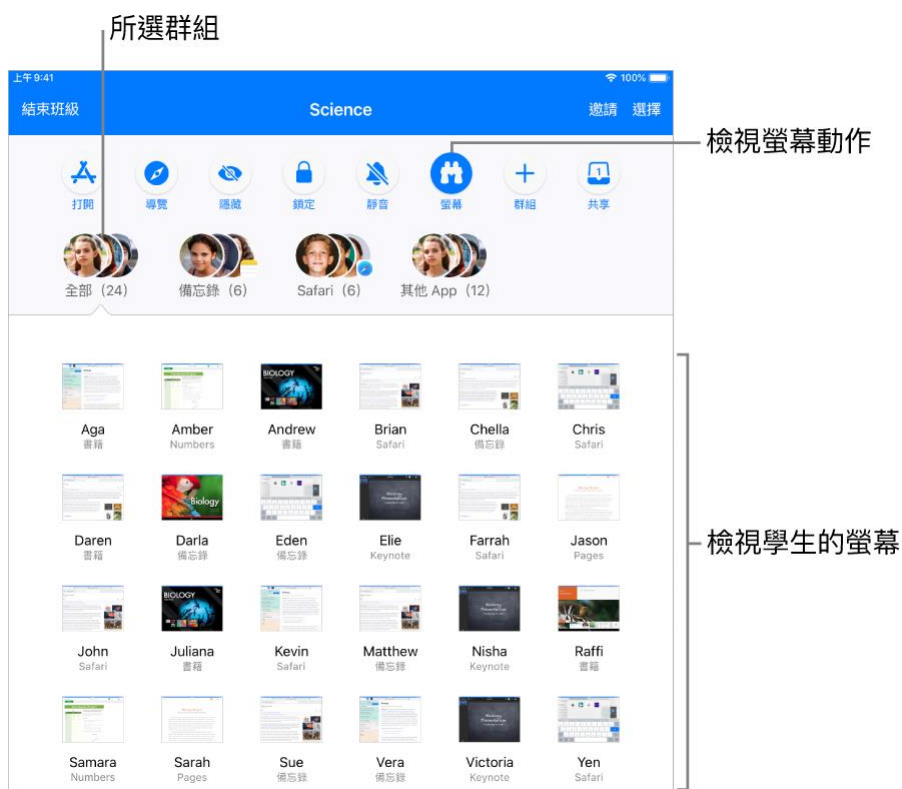 所選群組
上午9:41
100%
結束班級 Science 邀請 選擇
檢視螢幕動作
打開 導覽 隱藏 鎖定 靜音 螢幕 群組 共享
全部（24） 備忘錄（6） Safari（6） 其他 App（12）
Aga Amber Andrew Brian Chella Chris
書籍 Numbers 書籍 Safari 備忘錄 Safari
Daren Darla Eden Elie Farrah Jason
書籍 備忘錄 備忘錄 Keynote Safari Pages
檢視學生的螢幕
John Juliana Kevin Matthew Nisha Raffi
Safari 書籍 Safari 備忘錄 Keynote 書籍
Samara Sarah Sue Vera Victoria Yen
Numbers Pages 備忘錄 備忘錄 Keynote Safari